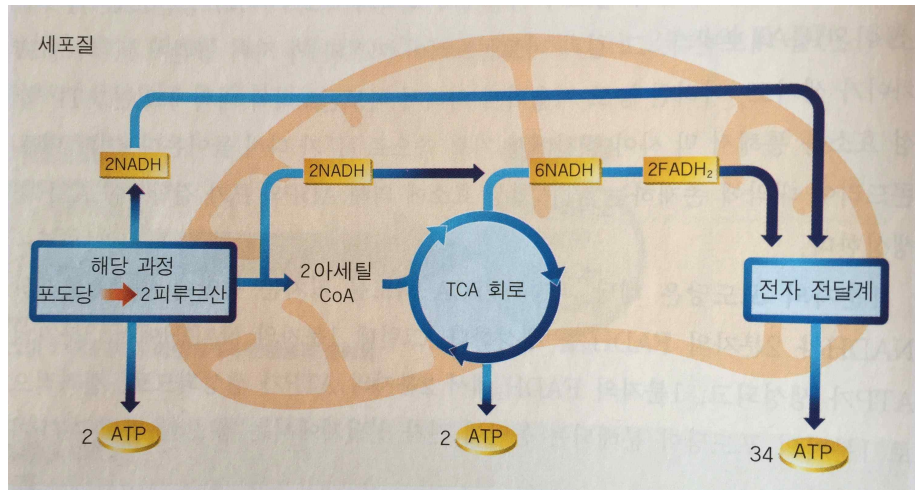 세포질
2NADH
2NADH
6NADH
2FADH₂
해당 과정
포도당 2피루브산
2아세틸
CoA
TCA 회로
전자 전달계
2 ATP
2 ATP
34 ATP